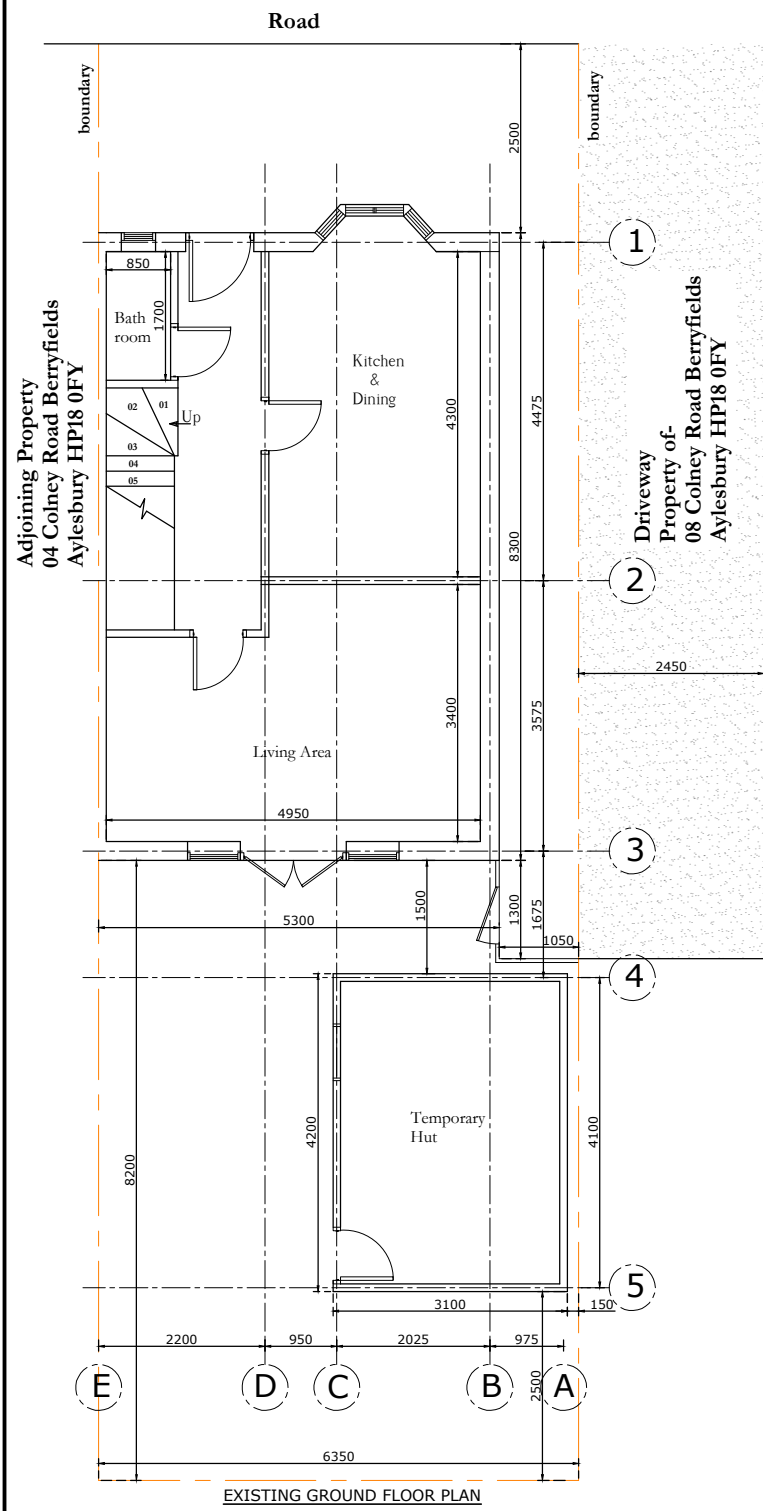 Road
boundary
boundary
2500
1
850
1700
Bath
room
Kitchen
&
Dining
4300
4475
8300
02
01
Up
03
04
05
Adjoining Property
04 Colney Road Berryfields
Aylesbury HP18 0FY
Driveway
Property of-
08 Colney Road Berryfields
Aylesbury HP18 0FY
2
2450
3400
3575
Living Area
4950
3
1500
1300
1675
5300
1050
4
Temporary
Hut
4200
4100
8200
5
3100
150
2200
950
2025
975
E
D
C
B
A
2500
6350
EXISTING GROUND FLOOR PLAN